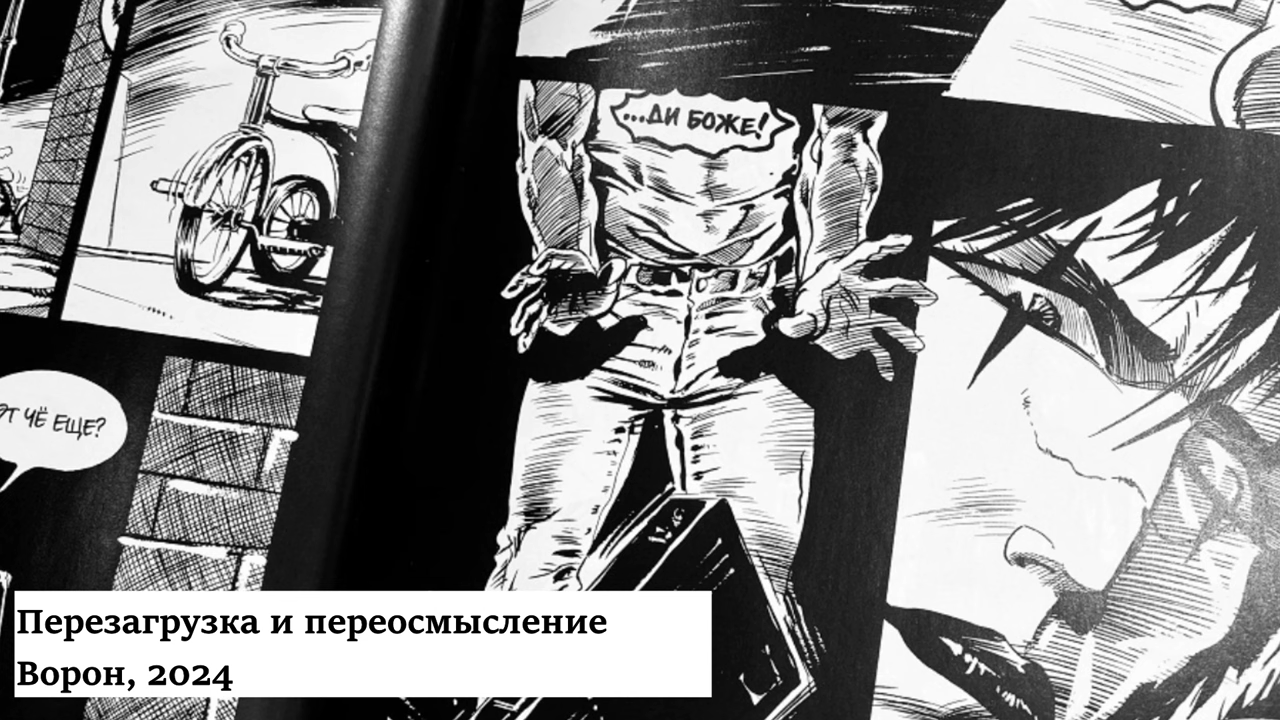 ...ДИ БОЖЕ!
ЧЁ ЕЩЕ?
Перезагрузка и переосмысление
Ворон, 2024